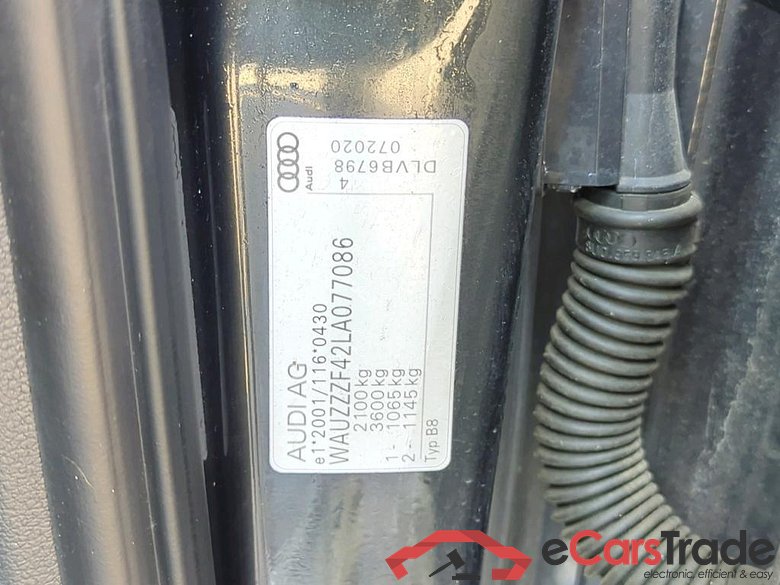 AUDI AG
e1*2001/116*0430
WAUZZZF42LA077086
2100kg
3600kg
1 - 1065kg
2 - 1145kg
Typ B8
Audi
4
DLVB6798
072020
eCarsTrade
electronic, efficient & easy